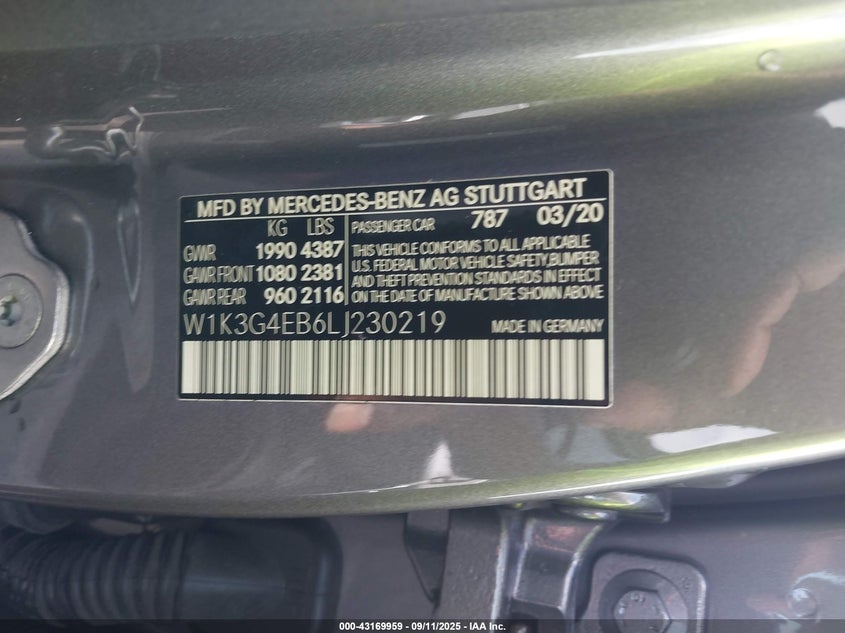 MFD BY MERCEDES-BENZ AG STUTTGART
KG LBS PASSENGER CAR 787 03/20
GWR 1990 4387 THIS VEHICLE CONFORMS TO ALL APPLICABLE
U.S. FEDERAL MOTOR VEHICLE SAFETY,BUMPER
GAWR FRONT 1080 2381 AND THEFT PREVENTION STANDARDS IN EFFECT
GAWR REAR 960 2116 ON THE DATE OF MANUFACTURE SHOWN ABOVE
W1K3G4EB6LJ230219 MADE IN GERMANY
000-43169959 - 09/11/2025 - IAA Inc.